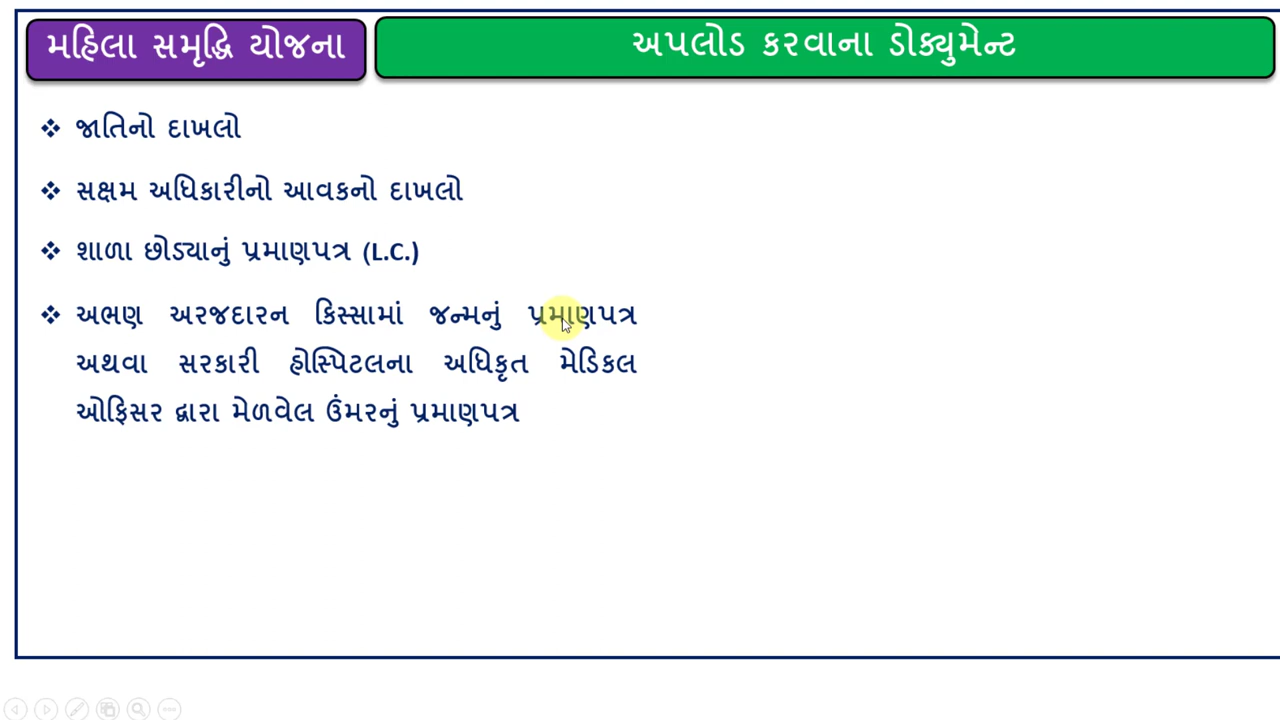 મહિલા સમૃદ્ધિ યોજના
અપલોડ કરવાના ડોક્યુમેન્ટ
❖ જાતિનો દાખલો
❖ સક્ષમ અધિકારીનો આવકનો દાખલો
❖ શાળા છોડ્યાનું પ્રમાણપત્ર (L.C.)
❖ અભણ અરજદારન કિસ્સામાં જન્મનું પ્રમાણપત્ર
અથવા સરકારી હોસ્પિટલના અધિકૃત મેડિકલ
ઓફિસર દ્વારા મેળવેલ ઉંમરનું પ્રમાણપત્ર